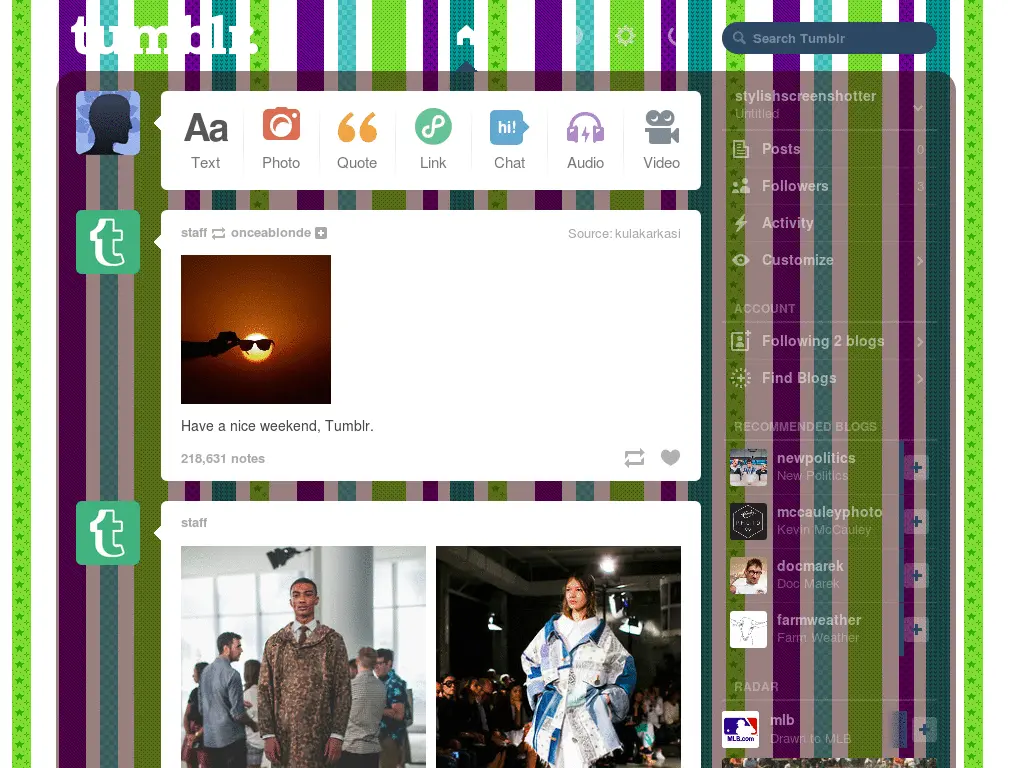 tumblr.
Search Tumblr
stylishscreenshotter
Untitled
Aa
hi!
Text
Photo
Quote
Link
Chat
Audio
Video
Posts 0
Followers 3
Activity
Customize
staff onceablonde
Source: kulakarkasi
Have a nice weekend, Tumblr.
218,631 notes
ACCOUNT
Following 2 blogs
Find Blogs
RECOMMENDED BLOGS
newpolitics
New Politics
PHOTO
mccauleyphoto
Kevin McCauley
docmarek
Doc Marek
farmweather
Farm Weather
staff
RADAR
MLB.com
mlb
Drawn to MLB